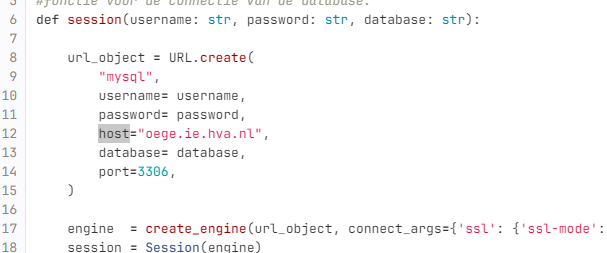 5 #fonctie voor de connectie van de database.
6 def session(username: str, password: str, database: str):
7
8 url_object = URL.create(
9 "mysql",
10 username= username,
11 password= password,
12 host="oege.ie.hva.nl",
13 database= database,
14 port=3306,
15 )
16
17 engine  = create_engine(url_object, connect_args={'ssl': {'ssl-mode':
18 session = Session(engine)